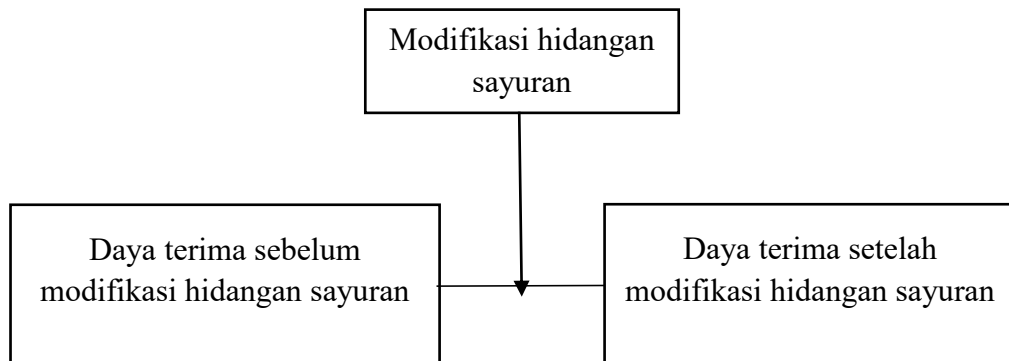 Modifikasi hidangan
sayuran
Daya terima sebelum
modifikasi hidangan sayuran
Daya terima setelah
modifikasi hidangan sayuran